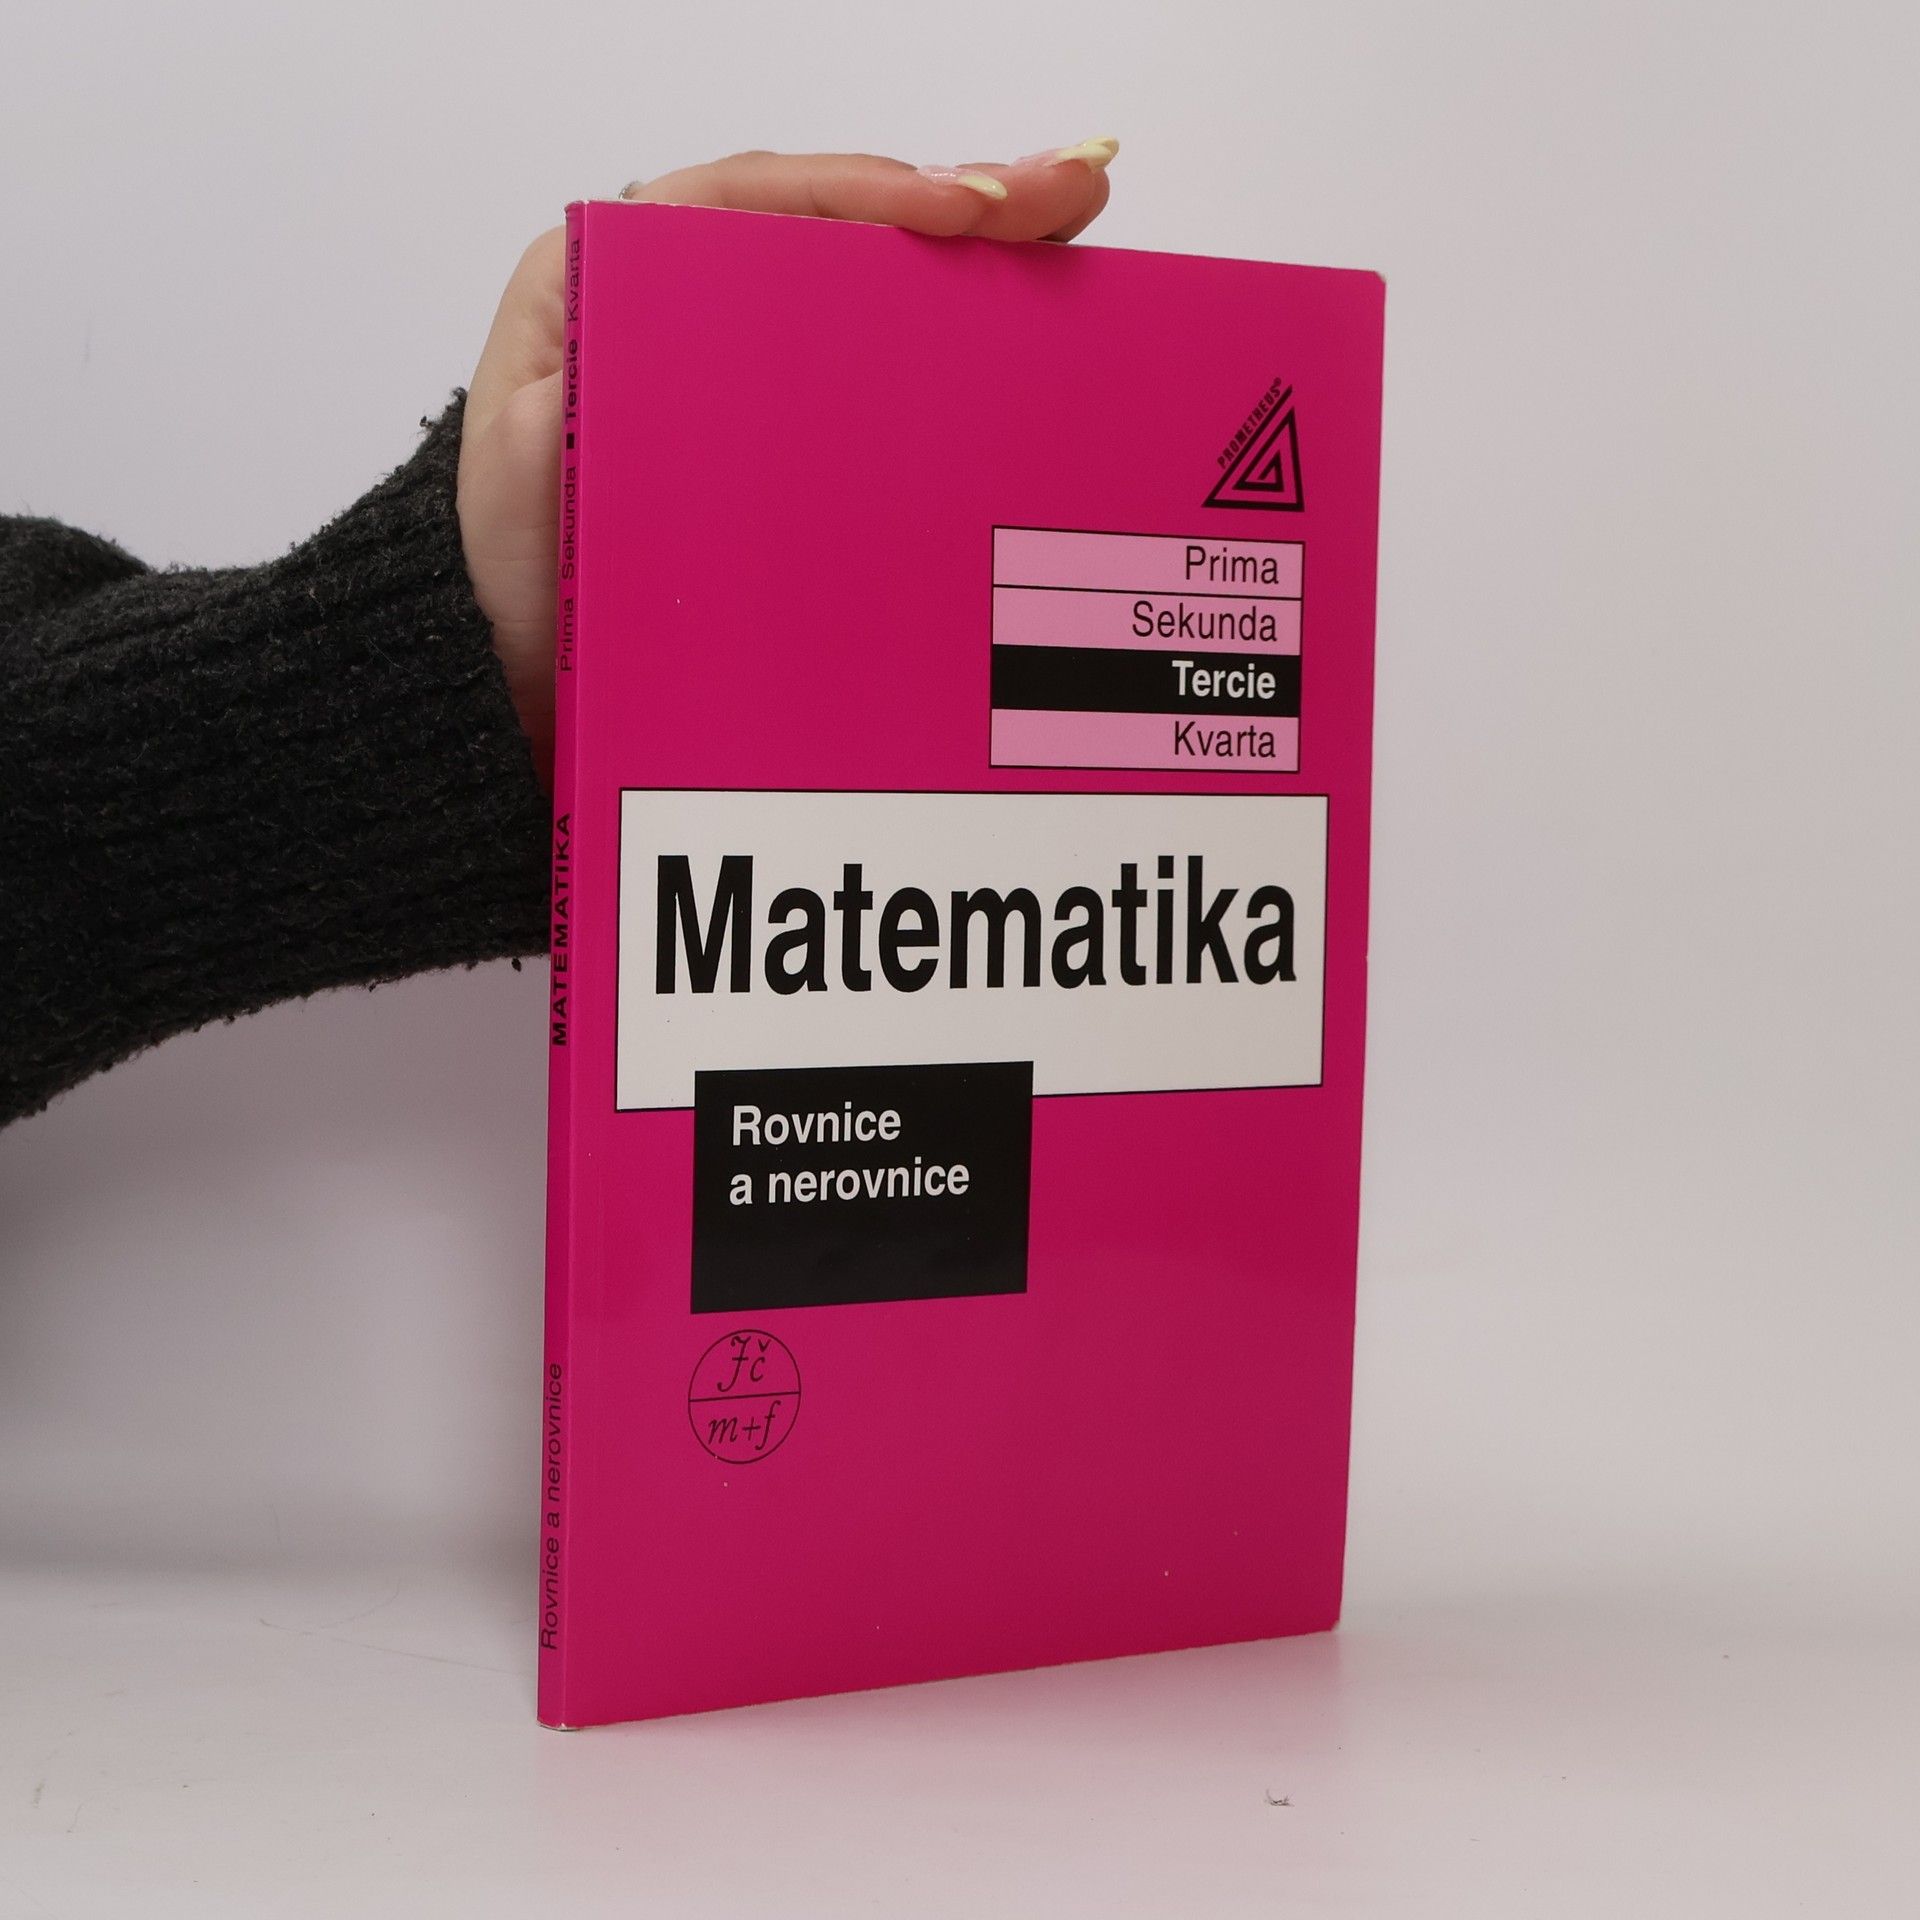 PROMETHEUS®
Prima
Sekunda
Tercie
Kvarta
Matematika
Rovnice
a nerovnice
Jč
m+f
Rovnice a nerovnice MATEMATIKA Prima Sekunda ■ Tercie Kvarta